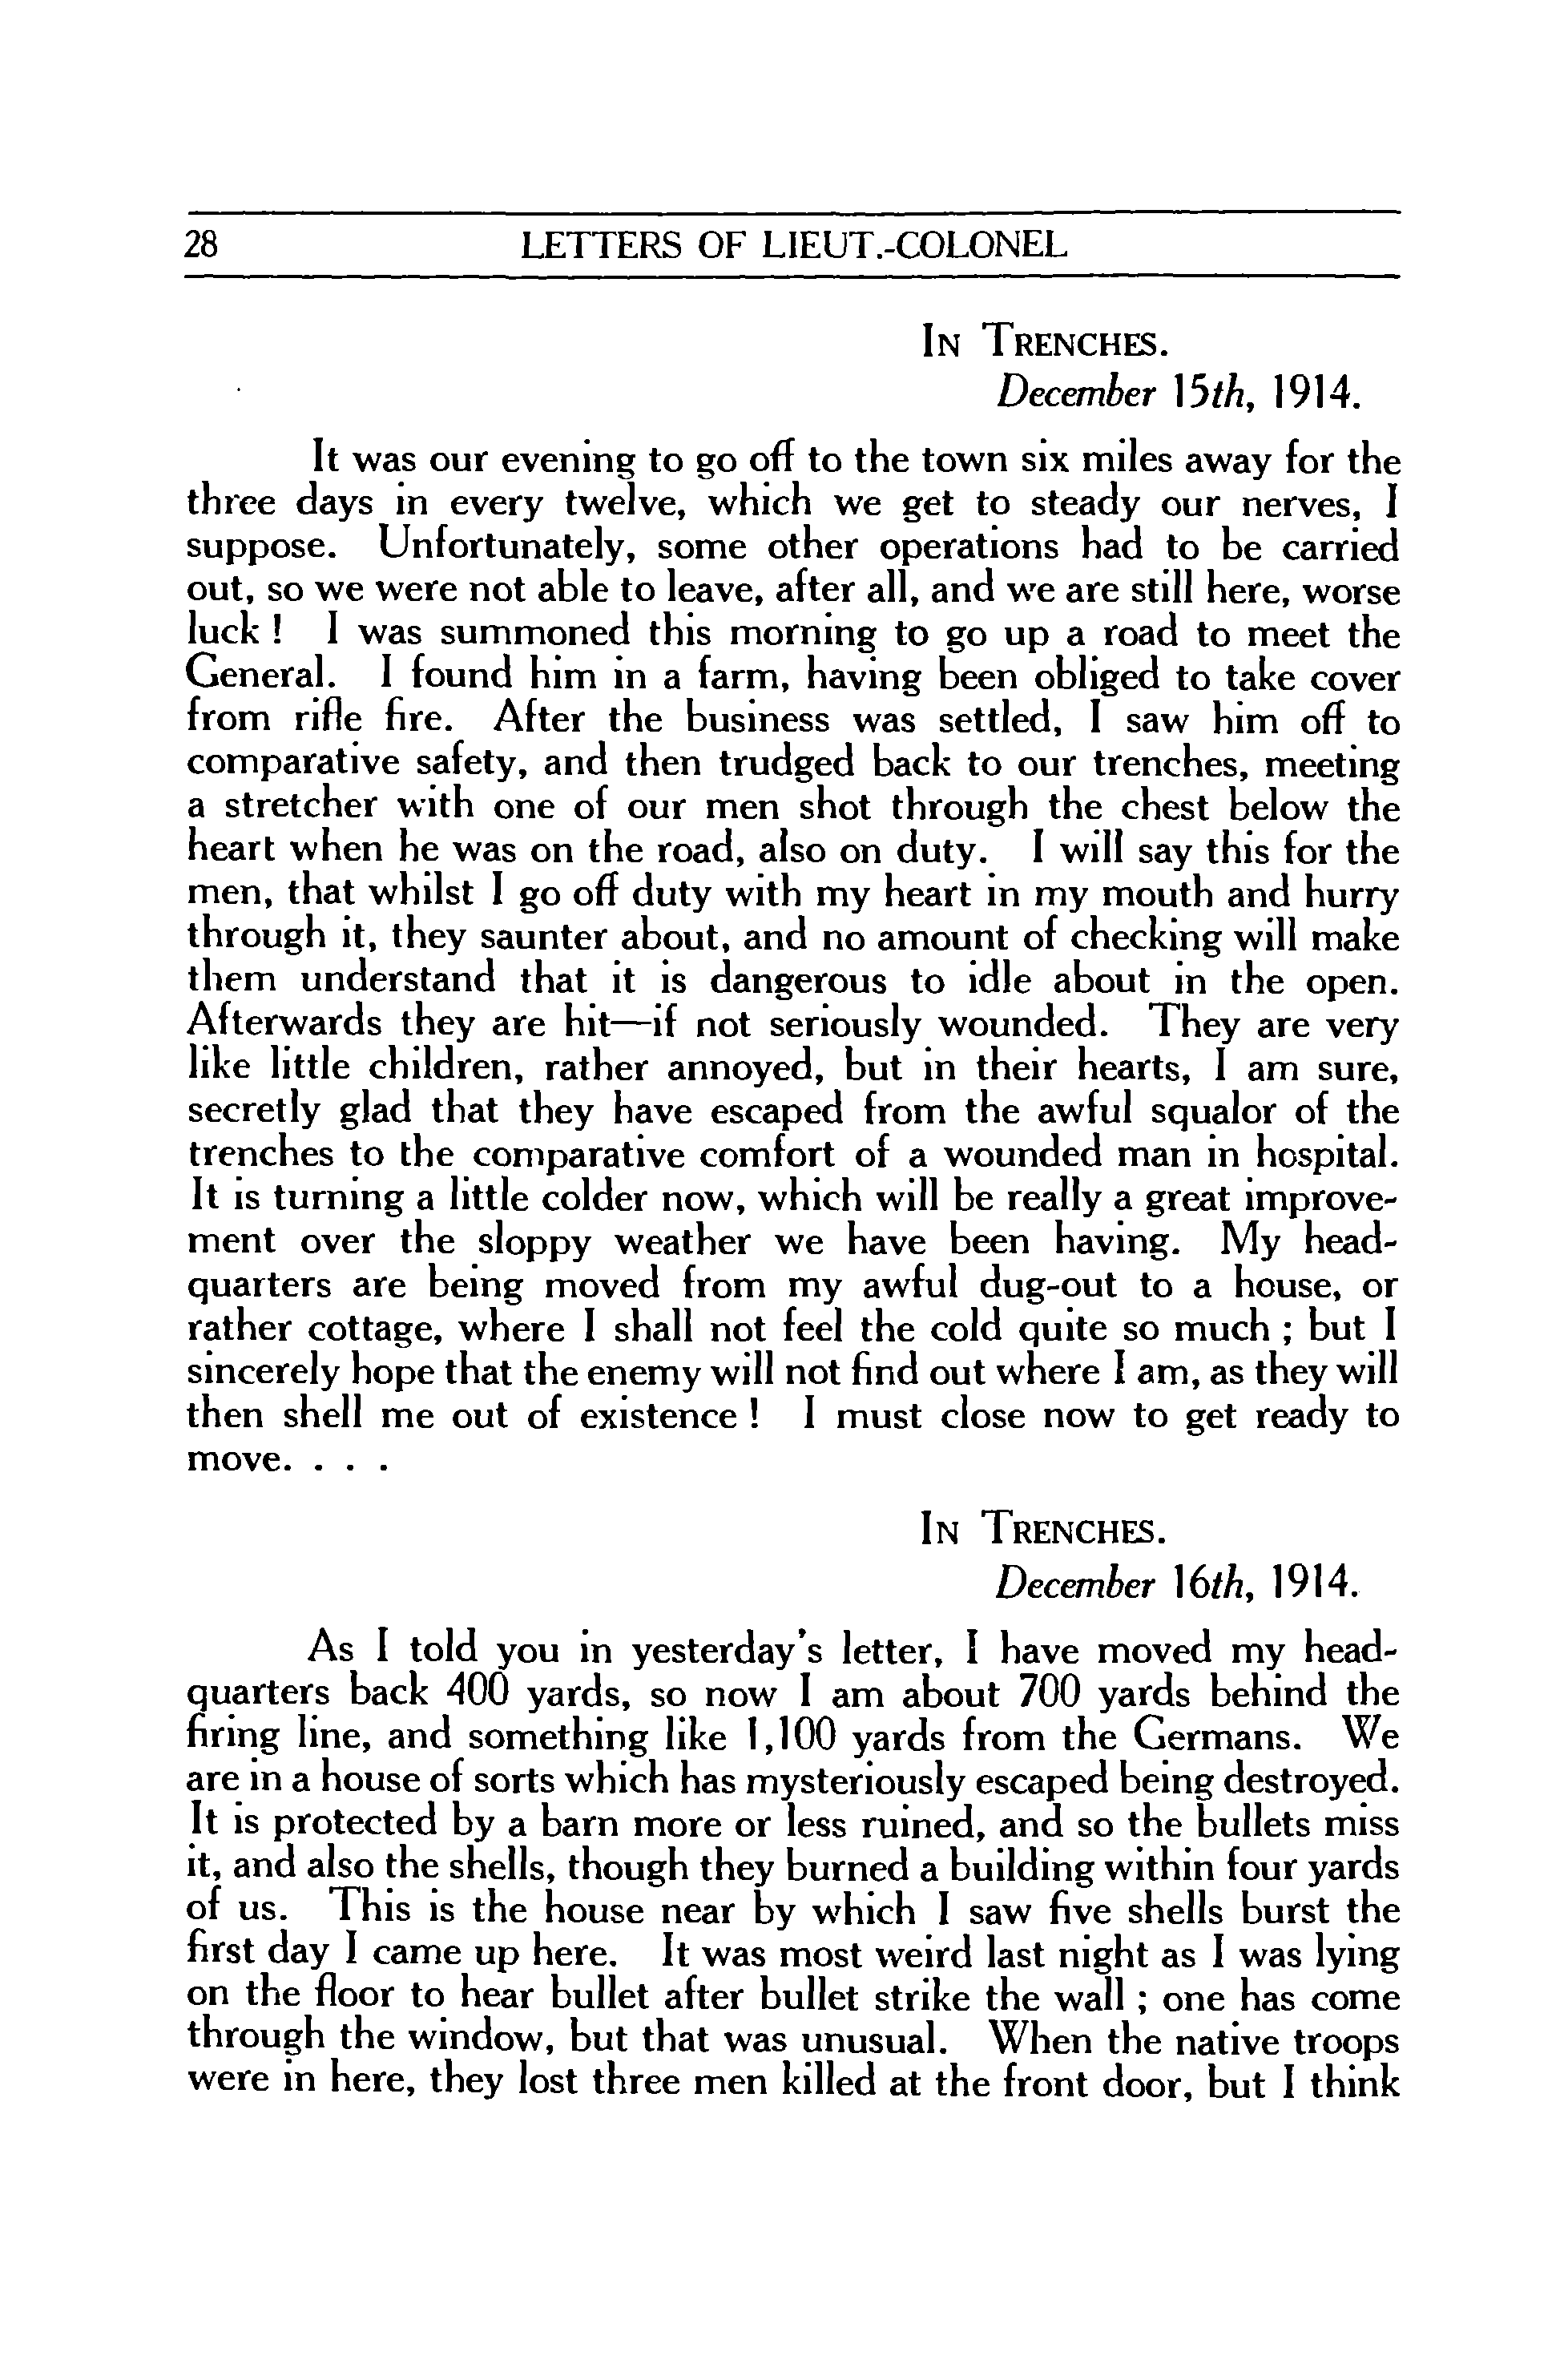 28 LETTERS OF LIEUT.-COLONEL
In Trenches.
December 15th, 1914.
It was our evening to go off to the town six miles away for the
three days in every twelve, which we get to steady our nerves, I
suppose. Unfortunately, some other operations had to be carried
out, so we were not able to leave, after all, and we are still here, worse
luck ! I was summoned this morning to go up a road to meet the
General. I found him in a farm, having been obliged to take cover
from rifle fire. After the business was settled, I saw him off to
comparative safety, and then trudged back to our trenches, meeting
a stretcher with one of our men shot through the chest below the
heart when he was on the road, also on duty. I will say this for the
men, that whilst I go off duty with my heart in my mouth and hurry
through it, they saunter about, and no amount of checking will make
them understand that it is dangerous to idle about in the open.
Afterwards they are hit—if not seriously wounded. They are very
like little children, rather annoyed, but in their hearts, I am sure,
secretly glad that they have escaped from the awful squalor of the
trenches to the comparative comfort of a wounded man in hospital.
It is turning a little colder now, which will be really a great improve-
ment over the sloppy weather we have been having. My head-
quarters are being moved from my awful dug-out to a house, or
rather cottage, where I shall not feel the cold quite so much ; but I
sincerely hope that the enemy will not find out where I am, as they will
then shell me out of existence ! I must close now to get ready to
move. . . .
In Trenches.
December 16th, 1914.
As I told you in yesterday's letter, I have moved my head-
quarters back 400 yards, so now I am about 700 yards behind the
firing line, and something like 1,100 yards from the Germans. We
are in a house of sorts which has mysteriously escaped being destroyed.
It is protected by a barn more or less ruined, and so the bullets miss
it, and also the shells, though they burned a building within four yards
of us. This is the house near by which I saw five shells burst the
first day I came up here. It was most weird last night as I was lying
on the floor to hear bullet after bullet strike the wall ; one has come
through the window, but that was unusual. When the native troops
were in here, they lost three men killed at the front door, but I think